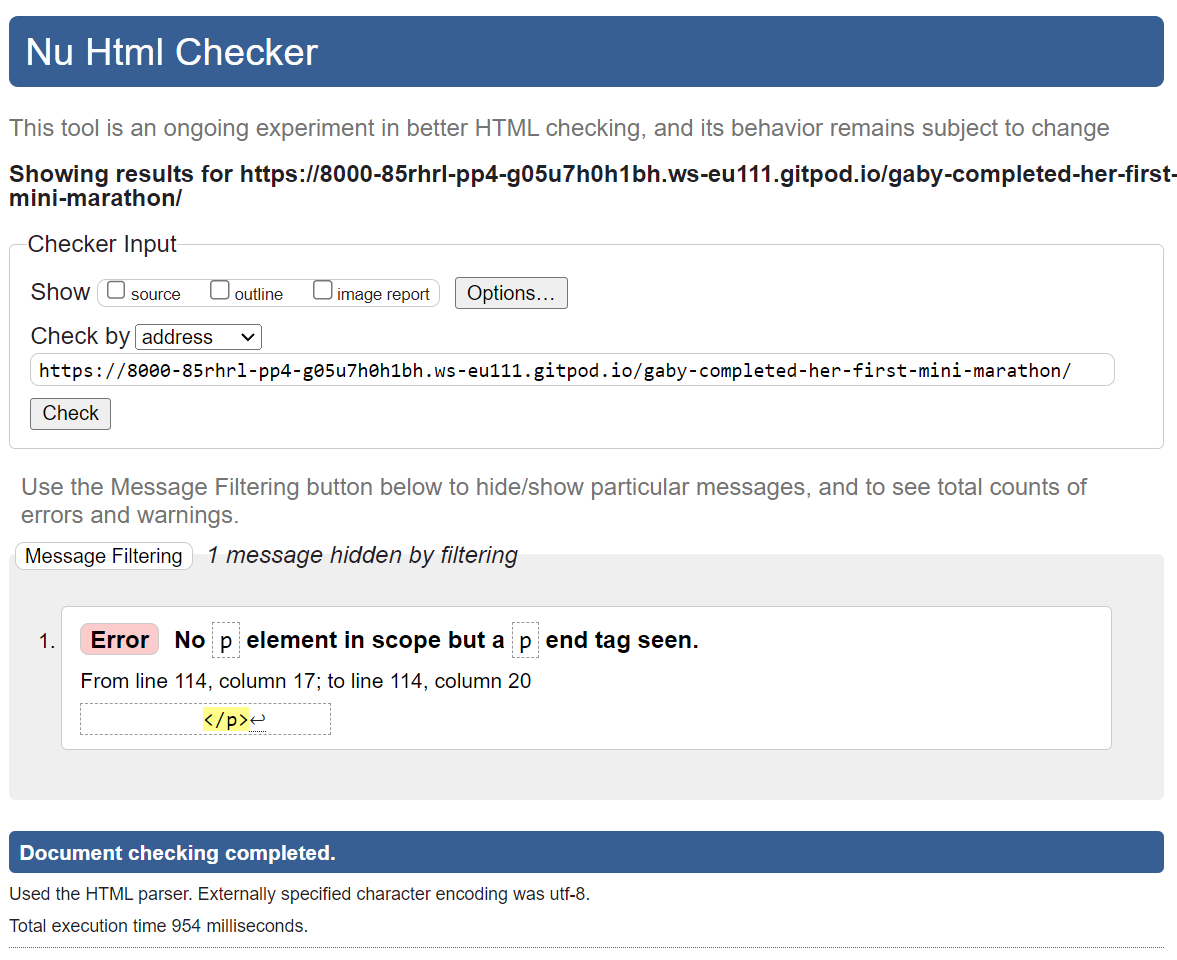 Nu Html Checker
This tool is an ongoing experiment in better HTML checking, and its behavior remains subject to change
Showing results for https://8000-85rhrl-pp4-g05u7h0h1bh.ws-eu111.gitpod.io/gaby-completed-her-first-
mini-marathon/
Checker Input
Show source outline image report Options...
Check by address
https://8000-85rhrl-pp4-g05u7h0h1bh.ws-eu111.gitpod.io/gaby-completed-her-first-mini-marathon/
Check
Use the Message Filtering button below to hide/show particular messages, and to see total counts of
errors and warnings.
Message Filtering 1 message hidden by filtering
1. Error No p element in scope but a p end tag seen.
From line 114, column 17; to line 114, column 20
</p>↩
Document checking completed.
Used the HTML parser. Externally specified character encoding was utf-8.
Total execution time 954 milliseconds.